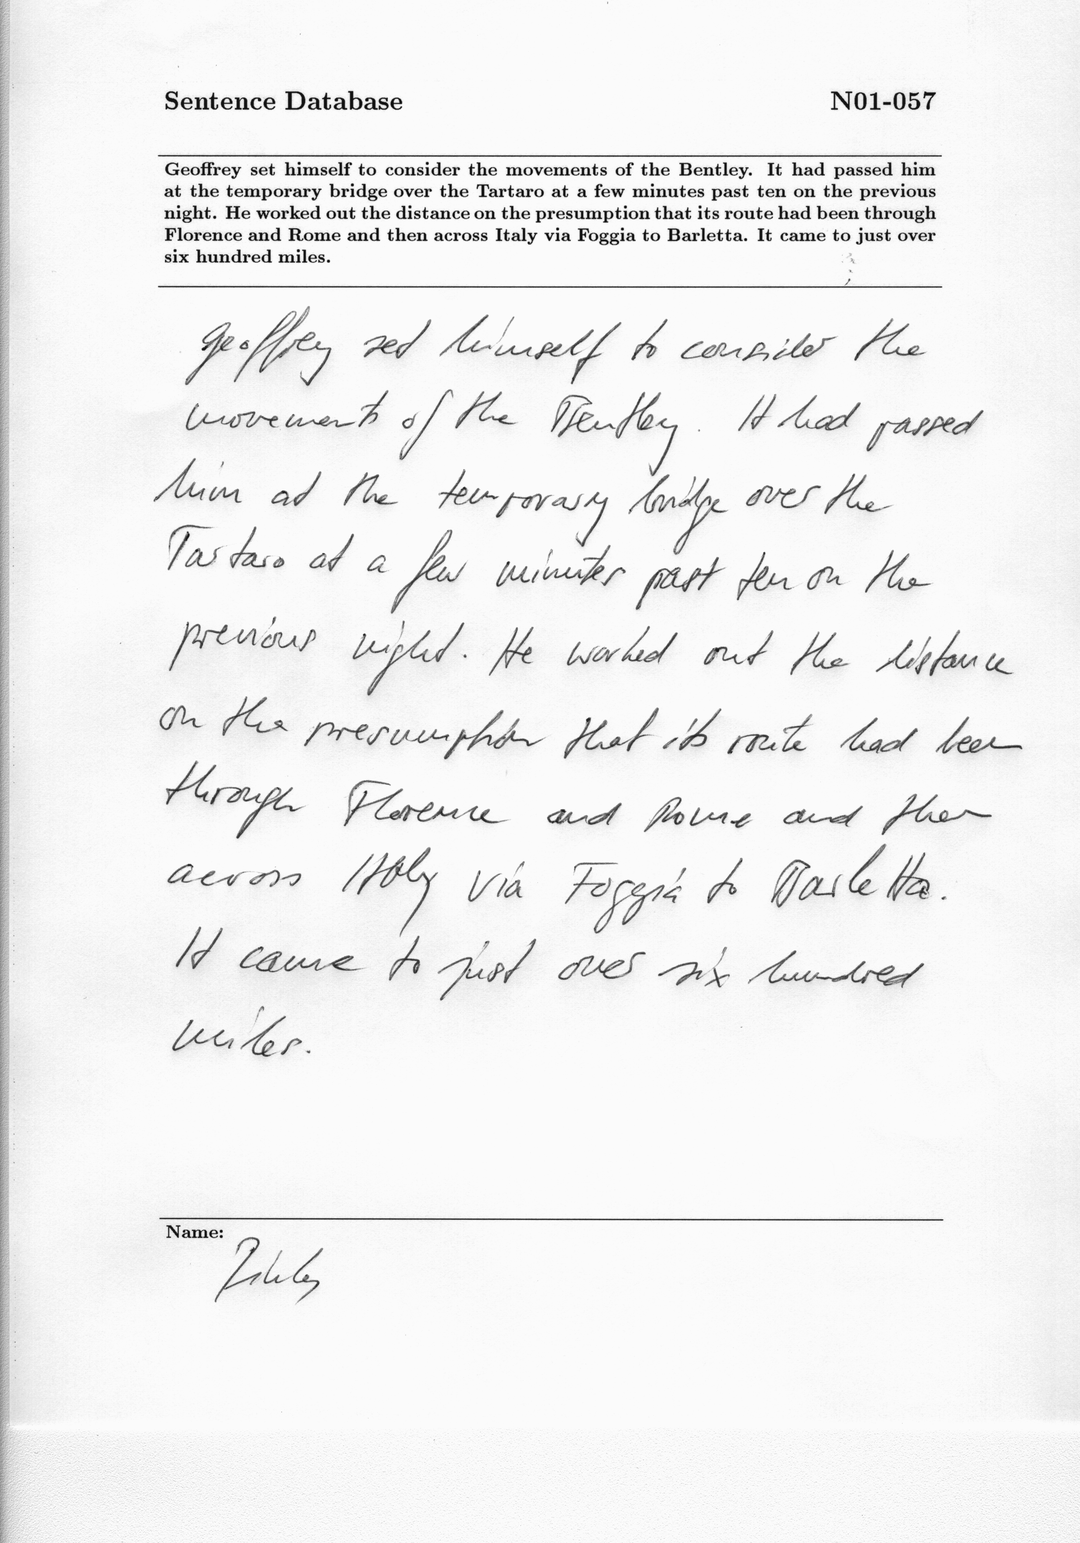 Sentence Database N01-057
Geoffrey set himself to consider the movements of the Bentley. It had passed him
at the temporary bridge over the Tartaro at a few minutes past ten on the previous
night. He worked out the distance on the presumption that its route had been through
Florence and Rome and then across Italy via Foggia to Barletta. It came to just over
six hundred miles.
Geoffrey set himself to consider the
movements of the Bentley. It had passed
him at the temporary bridge over the
Tartaro at a few minutes past ten on the
previous night. He worked out the distance
on the presumption that its route had been
through Florence and Rome and then
across Italy via Foggia to Barletta.
It came to just over six hundred
miles.
Name: